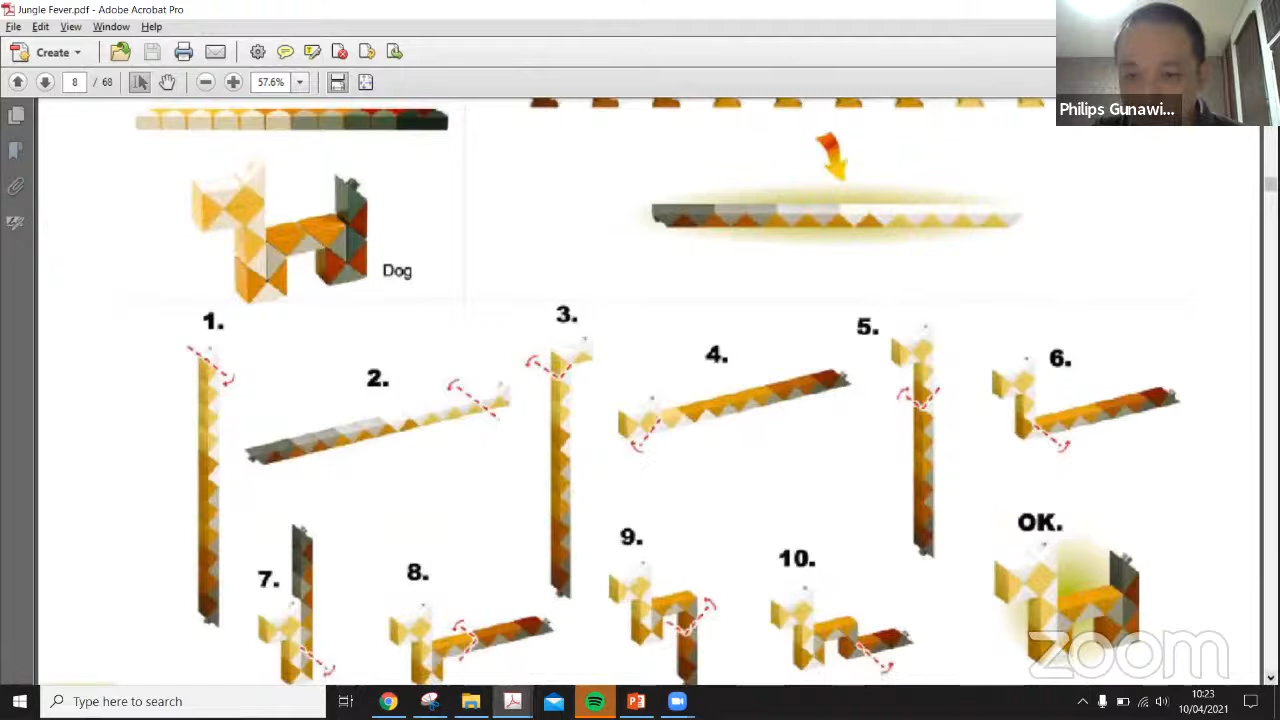 Jungle Fever.pdf - Adobe Acrobat Pro
File Edit View Window Help
Create
8 / 68
57.6%
Philips Gunawi...
Dog
1.
2.
3.
4.
5.
6.
7.
8.
9.
10.
OK.
zoom
Type here to search
10:23
10/04/2021